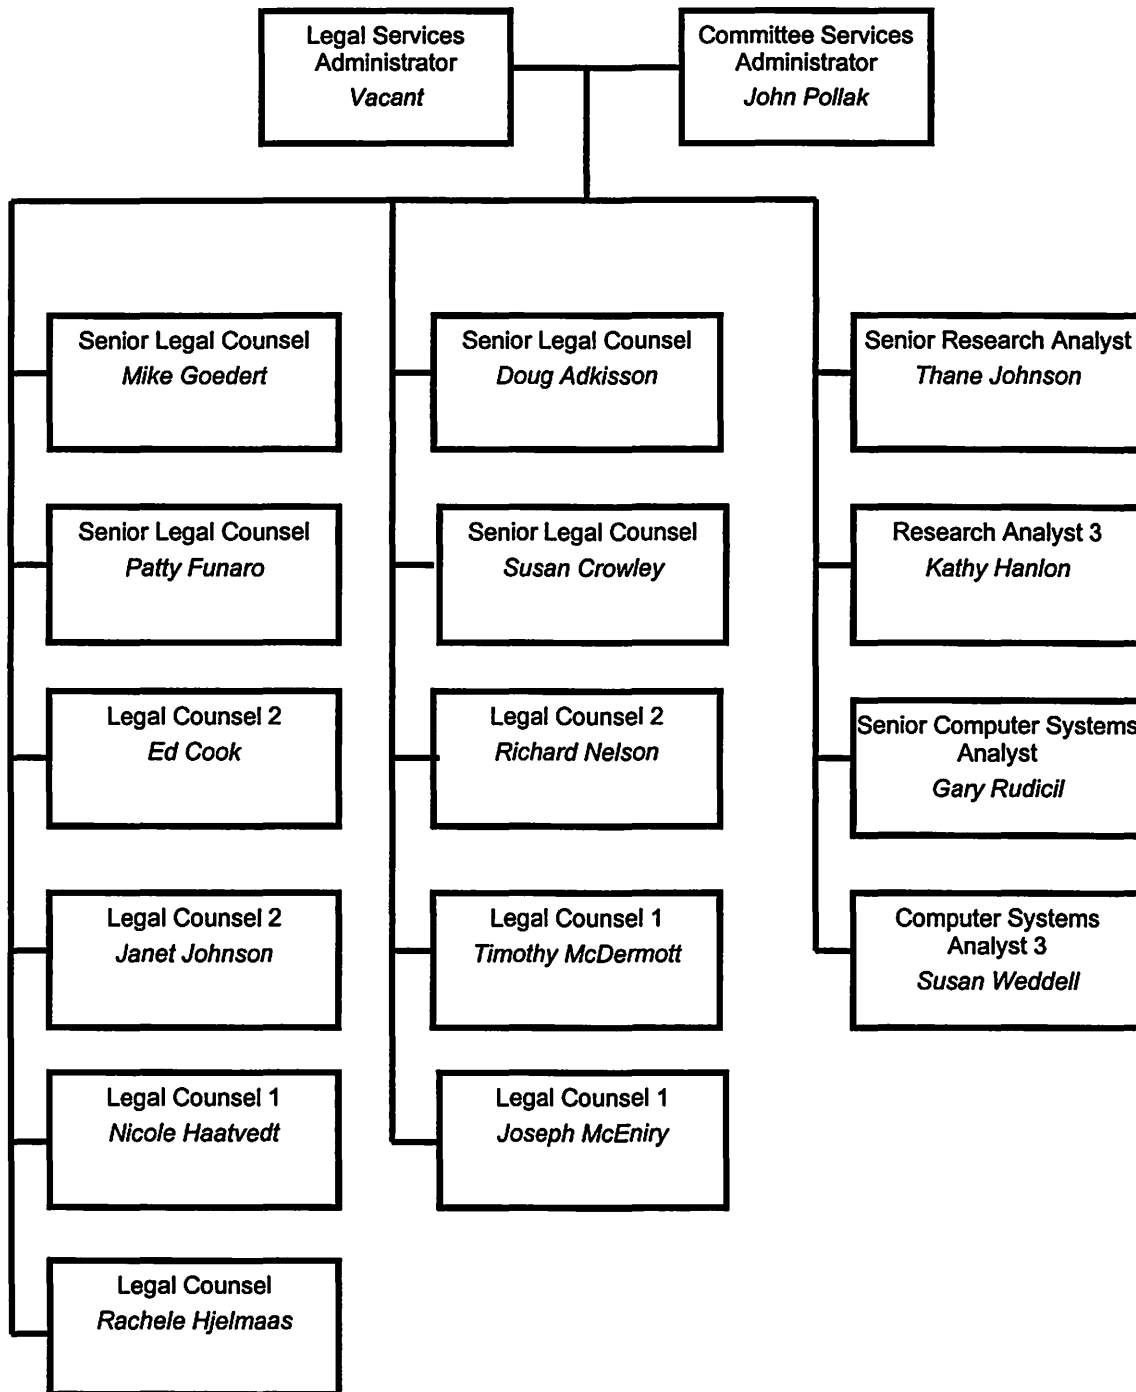 Legal Services
Administrator
Vacant
Committee Services
Administrator
John Pollak
Senior Legal Counsel
Mike Goedert
Senior Legal Counsel
Doug Adkisson
Senior Research Analyst
Thane Johnson
Senior Legal Counsel
Patty Funaro
Senior Legal Counsel
Susan Crowley
Research Analyst 3
Kathy Hanlon
Legal Counsel 2
Ed Cook
Legal Counsel 2
Richard Nelson
Senior Computer Systems
Analyst
Gary Rudicil
Legal Counsel 2
Janet Johnson
Legal Counsel 1
Timothy McDermott
Computer Systems
Analyst 3
Susan Weddell
Legal Counsel 1
Nicole Haatvedt
Legal Counsel 1
Joseph McEniry
Legal Counsel
Rachele Hjelmaas